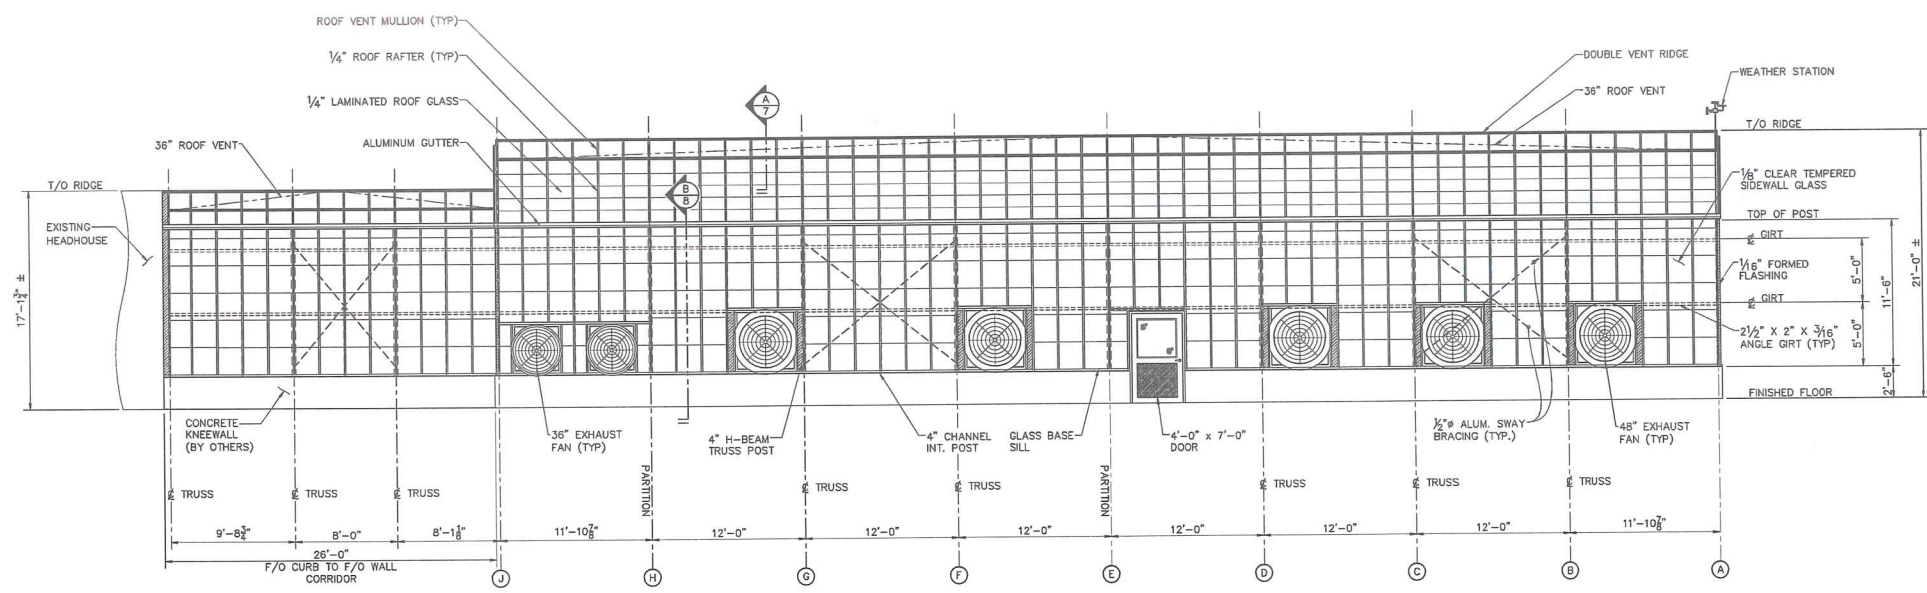 ROOF VENT MULLION (TYP)
1/4" ROOF RAFTER (TYP)
1/4" LAMINATED ROOF GLASS
ALUMINUM GUTTER
36" ROOF VENT
T/O RIDGE
EXISTING
HEADHOUSE
17'-1 3/4" ±
A
7
B
8
DOUBLE VENT RIDGE
36" ROOF VENT
WEATHER STATION
T/O RIDGE
1/8" CLEAR TEMPERED
SIDEWALL GLASS
TOP OF POST
℄ GIRT
1/16" FORMED
FLASHING
℄ GIRT
2 1/2" X 2" X 3/16"
ANGLE GIRT (TYP)
5'-0"
5'-0"
11'-6"
2'-6"
21'-0" ±
FINISHED FLOOR
CONCRETE
KNEEWALL
(BY OTHERS)
36" EXHAUST
FAN (TYP)
4" H-BEAM
TRUSS POST
4" CHANNEL
INT. POST
GLASS BASE
SILL
4'-0" x 7'-0"
DOOR
1/2"ø ALUM. SWAY
BRACING (TYP.)
48" EXHAUST
FAN (TYP)
℄ TRUSS
℄ TRUSS
℄ TRUSS
PARTITION
℄ TRUSS
℄ TRUSS
PARTITION
℄ TRUSS
℄ TRUSS
℄ TRUSS
9'-8 3/4"
8'-0"
8'-1 1/8"
11'-10 7/8"
12'-0"
12'-0"
12'-0"
12'-0"
12'-0"
12'-0"
11'-10 7/8"
26'-0"
F/O CURB TO F/O WALL
CORRIDOR
J
H
G
F
E
D
C
B
A